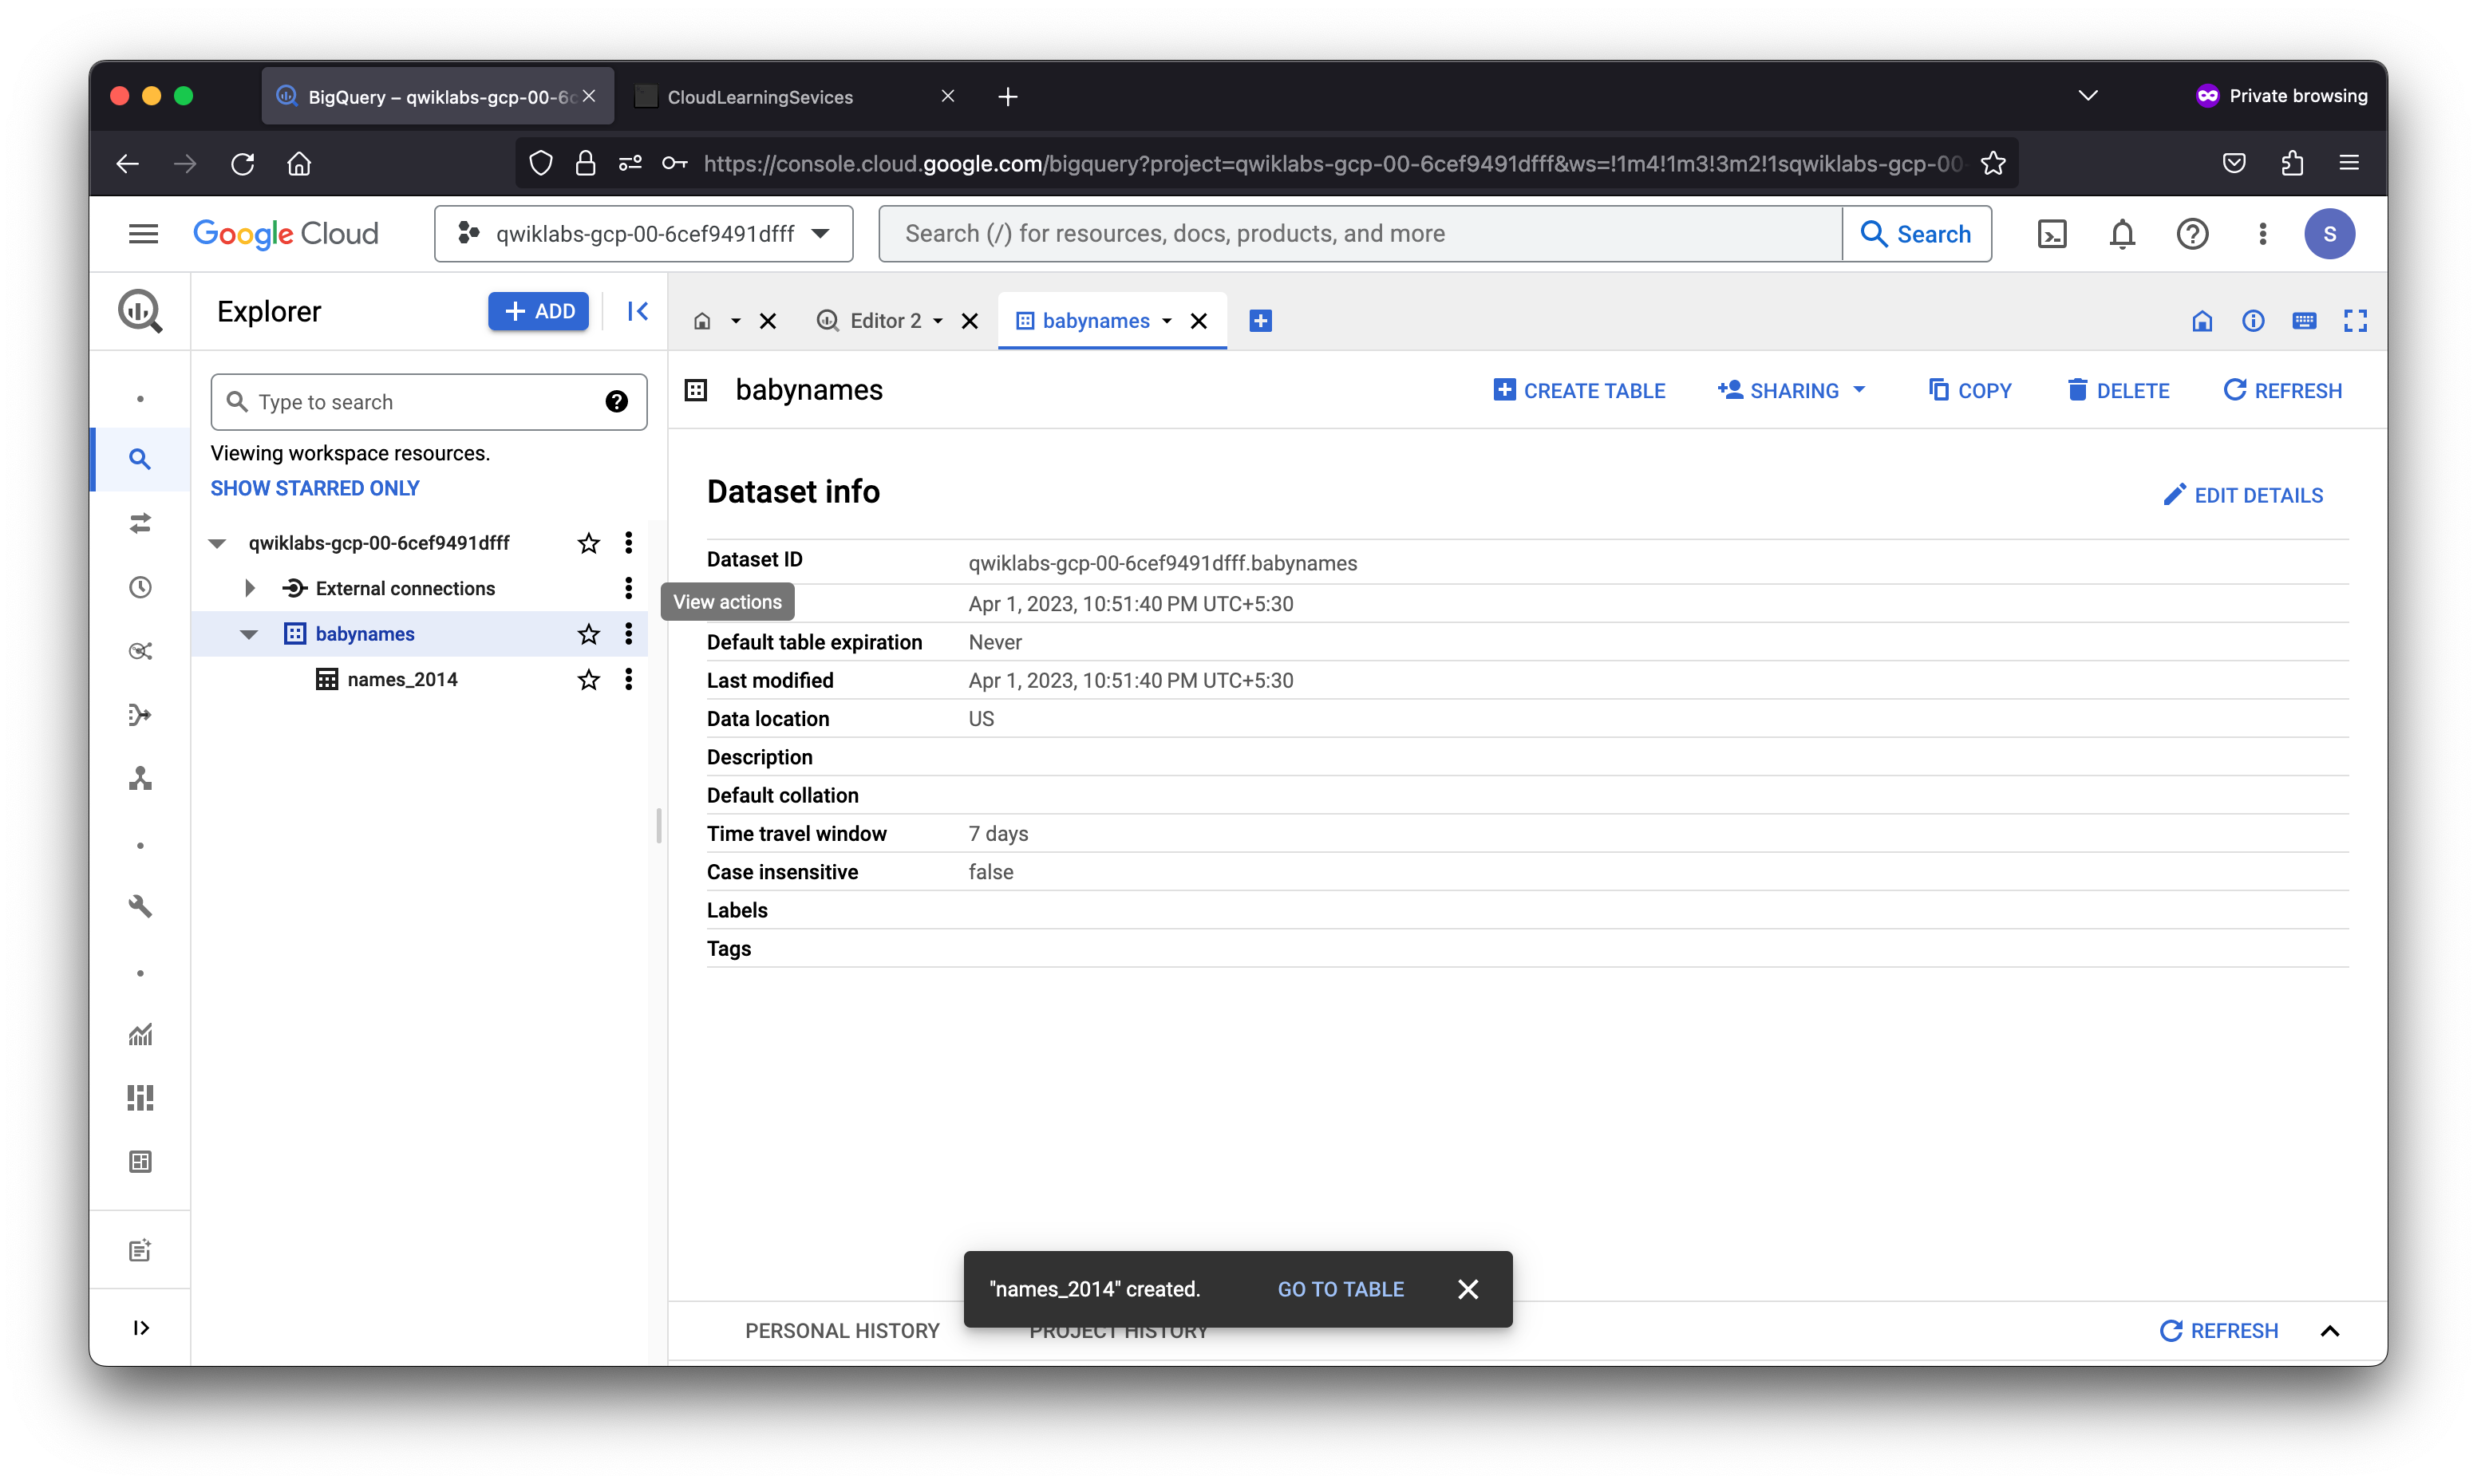 BigQuery – qwiklabs-gcp-00-6c
CloudLearningSevices
Private browsing
https://console.cloud.google.com/bigquery?project=qwiklabs-gcp-00-6cef9491dfff&ws=!1m4!1m3!3m2!1sqwiklabs-gcp-00-
Google Cloud
qwiklabs-gcp-00-6cef9491dfff
Search (/) for resources, docs, products, and more
Search
S
Explorer
ADD
Editor 2
babynames
Type to search
babynames
CREATE TABLE
SHARING
COPY
DELETE
REFRESH
Viewing workspace resources.
SHOW STARRED ONLY
Dataset info
EDIT DETAILS
qwiklabs-gcp-00-6cef9491dfff
External connections
babynames
names_2014
View actions
Dataset ID qwiklabs-gcp-00-6cef9491dfff.babynames
Apr 1, 2023, 10:51:40 PM UTC+5:30
Default table expiration Never
Last modified Apr 1, 2023, 10:51:40 PM UTC+5:30
Data location US
Description
Default collation
Time travel window 7 days
Case insensitive false
Labels
Tags
"names_2014" created. GO TO TABLE
PERSONAL HISTORY
PROJECT HISTORY
REFRESH